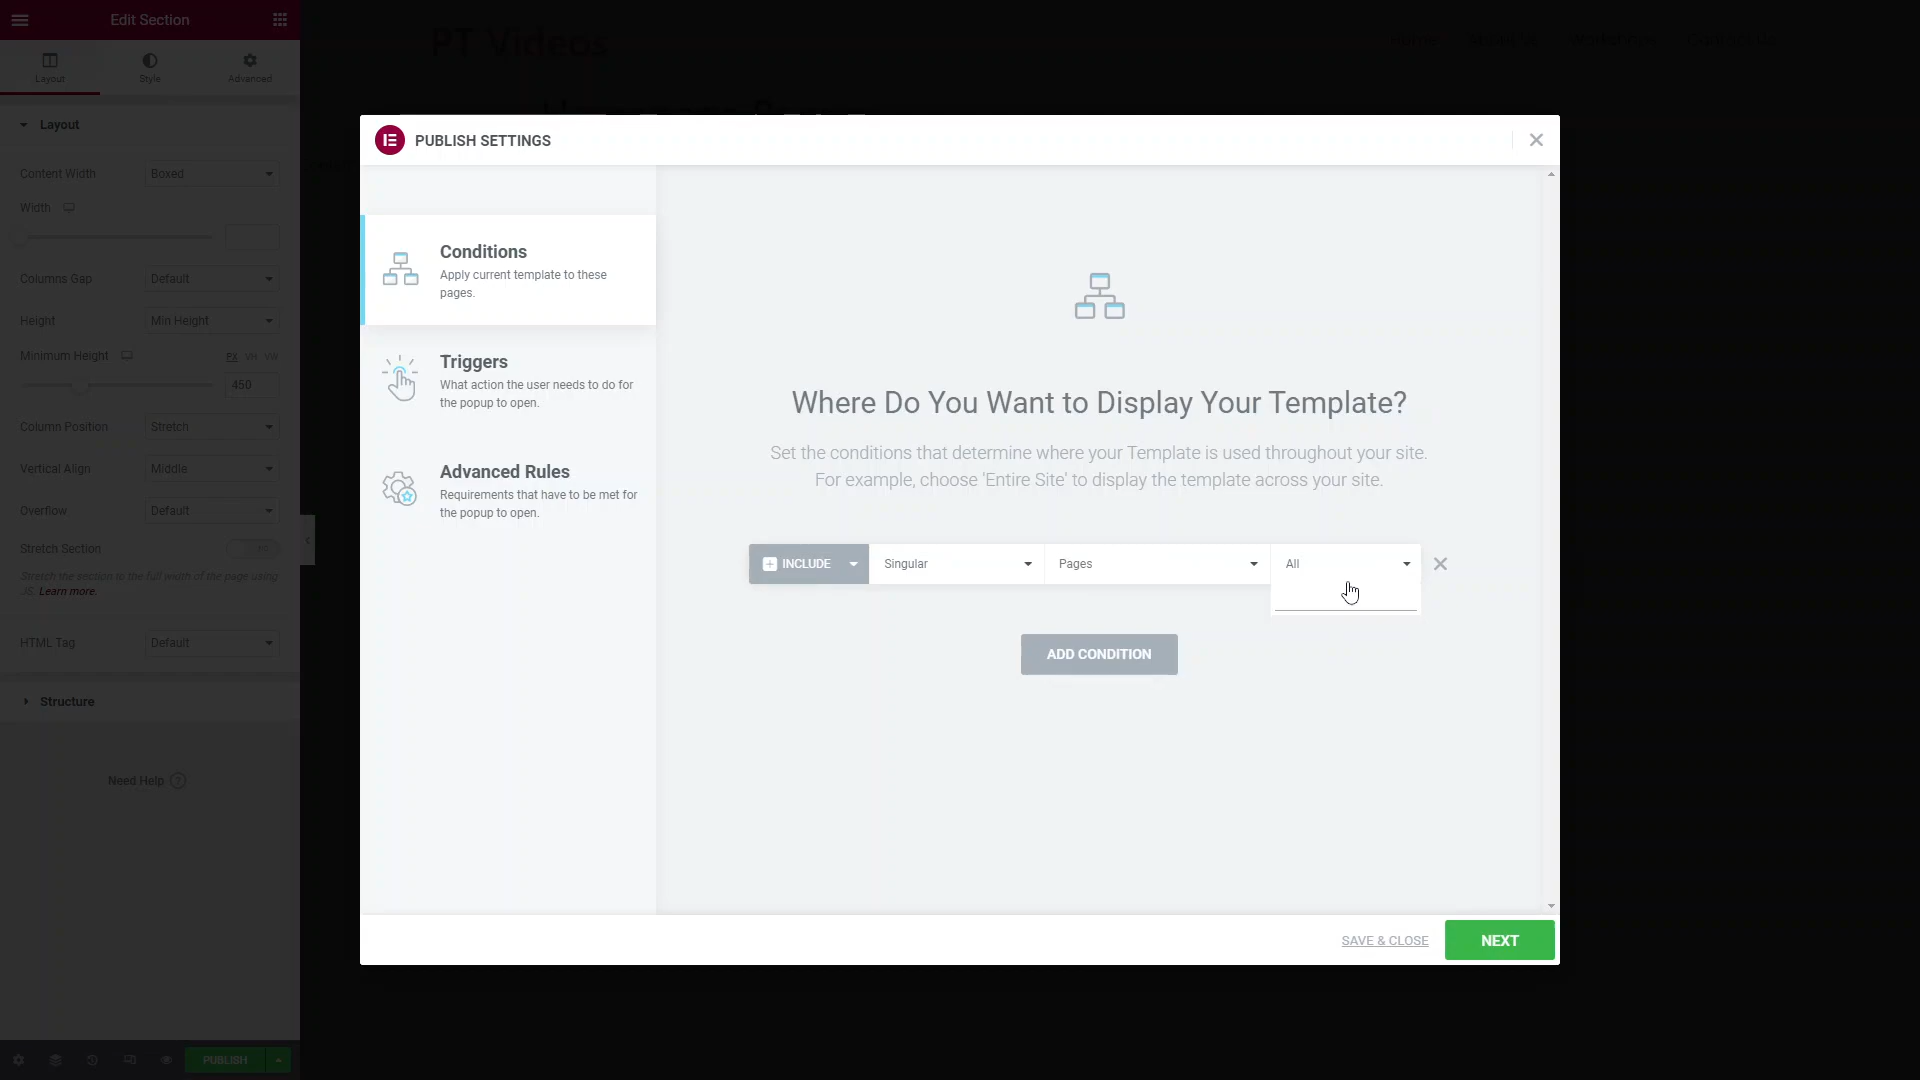 Edit Section
PT Videos
Layout
Style
Advanced
Layout
Content Width
Boxed
Width
Columns Gap
Default
Height
Min Height
Minimum Height
PX VH VW
450
Column Position
Stretch
Vertical Align
Middle
Overflow
Default
Stretch Section
NO
Stretch the section to the full width of the page using
JS. Learn more.
HTML Tag
Default
Structure
Need Help ?
PUBLISH
PUBLISH SETTINGS
Conditions
Apply current template to these
pages.
Triggers
What action the user needs to do for
the popup to open.
Advanced Rules
Requirements that have to be met for
the popup to open.
Where Do You Want to Display Your Template?
Set the conditions that determine where your Template is used throughout your site.
For example, choose 'Entire Site' to display the template across your site.
INCLUDE
Singular
Pages
All
ADD CONDITION
SAVE & CLOSE
NEXT